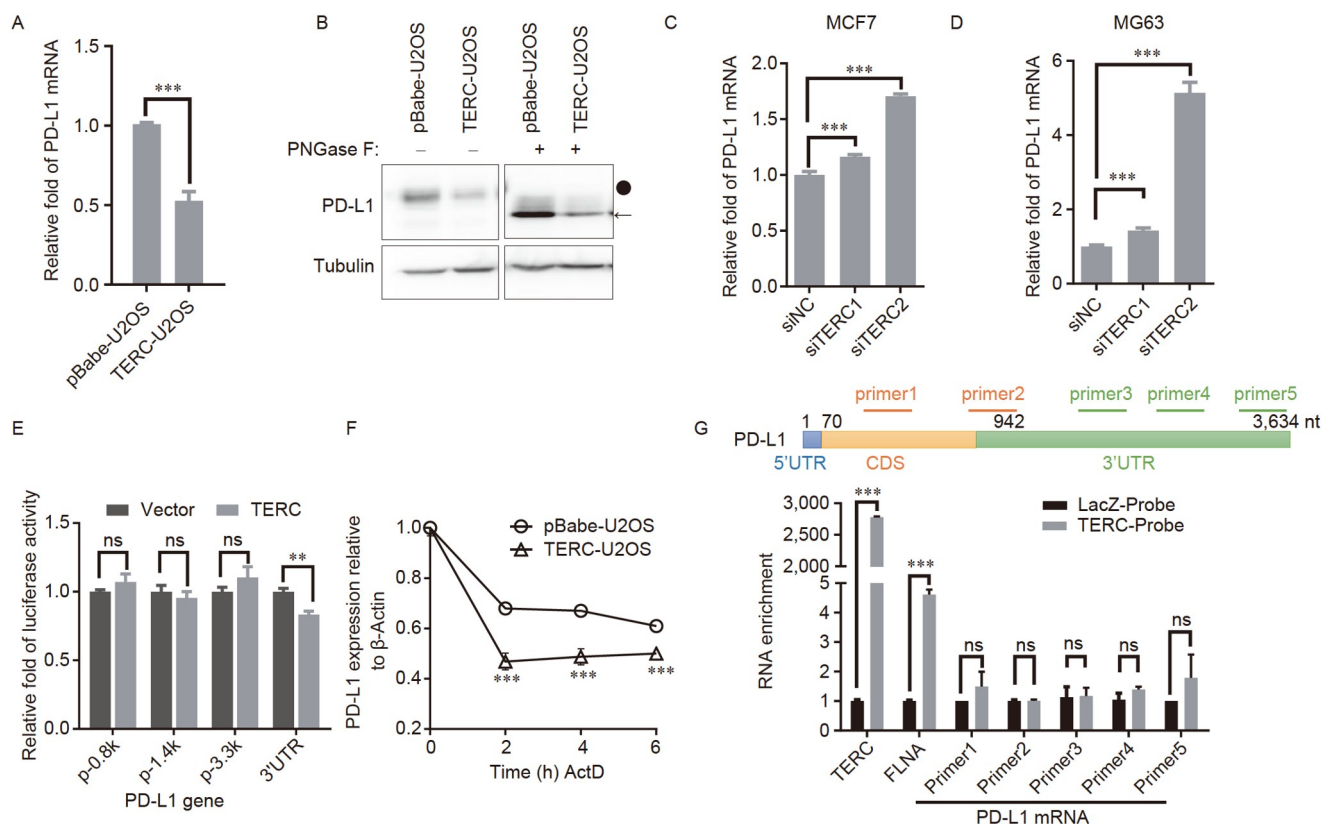 A
Relative fold of PD-L1 mRNA
1.5
1.0
0.5
0.0
***
pBabe-U2OS
TERC-U2OS
B
pBabe-U2OS
TERC-U2OS
pBabe-U2OS
TERC-U2OS
PNGase F: – – + +
PD-L1
←
Tubulin
C
MCF7
Relative fold of PD-L1 mRNA
2.0
1.5
1.0
0.5
0.0
***
***
siNC
siTERC1
siTERC2
D
MG63
Relative fold of PD-L1 mRNA
6
4
2
0
***
***
siNC
siTERC1
siTERC2
E
Vector TERC
Relative fold of luciferase activity
1.5
1.0
0.5
0.0
ns ns ns **
p-0.8k
p-1.4k
p-3.3k
3'UTR
PD-L1 gene
F
PD-L1 expression relative
to β-Actin
1.0
0.8
0.6
0.4
0.2
pBabe-U2OS
TERC-U2OS
*** *** ***
0 2 4 6
Time (h) ActD
G
primer1 primer2 primer3 primer4 primer5
1 70 942 3,634 nt
PD-L1
5'UTR CDS 3'UTR
LacZ-Probe
TERC-Probe
RNA enrichment
3,000
2,500
2,000
5
4
3
2
1
0
*** *** ns ns ns ns ns
TERC
FLNA
Primer1
Primer2
Primer3
Primer4
Primer5
PD-L1 mRNA